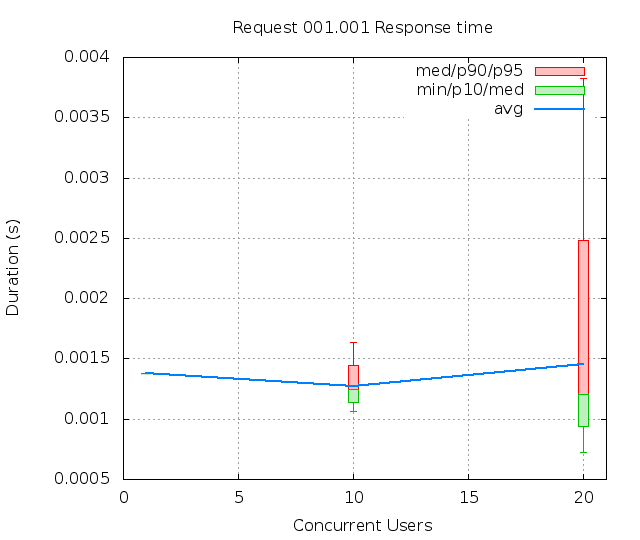 Request 001.001 Response time
0.004
0.0035
0.003
0.0025
0.002
0.0015
0.001
0.0005
Duration (s)
med/p90/p95
min/p10/med
avg
0 5 10 15 20
Concurrent Users